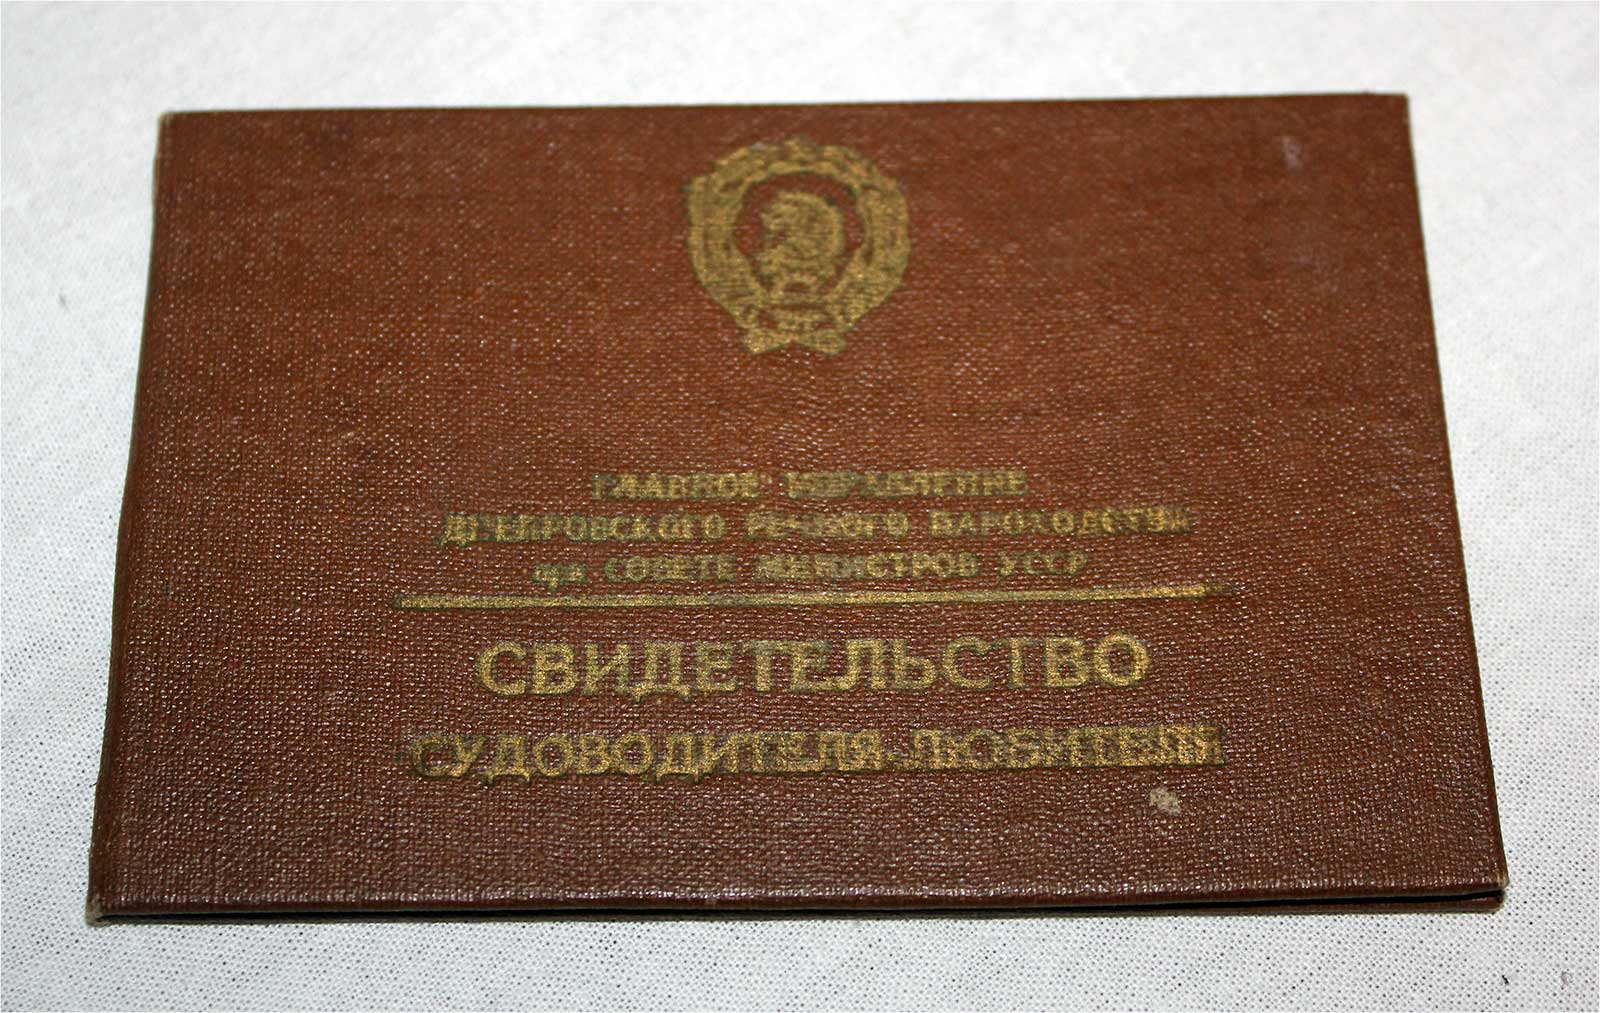 ГЛАВНОЕ УПРАВЛЕНИЕ
ДНЕПРОВСКОГО РЕЧНОГО ПАРОХОДСТВА
при СОВЕТЕ МИНИСТРОВ УССР
СВИДЕТЕЛЬСТВО
СУДОВОДИТЕЛЯ-ЛЮБИТЕЛЯ